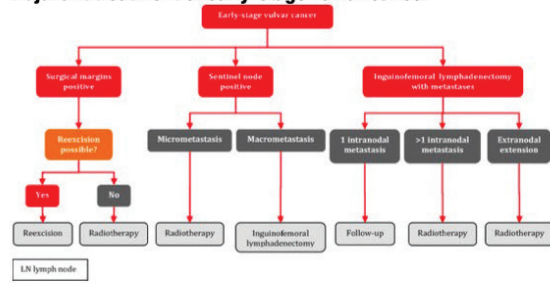 Early-stage vulvar cancer
Surgical margins
positive
Sentinel node
positive
Inguinofemoral lymphadenectomy
with metastases
Reexcision
possible?
Micrometastasis
Macrometastasis
1 intranodal
metastasis
>1 intranodal
metastasis
Extranodal
extension
Yes
No
Reexcision
Radiotherapy
Radiotherapy
Inguinofemoral
lymphadenectomy
Follow-up
Radiotherapy
Radiotherapy
LN lymph node